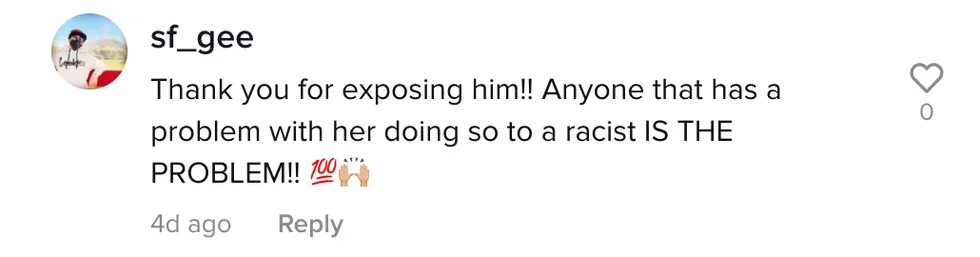 sf_gee
Thank you for exposing him!! Anyone that has a
problem with her doing so to a racist IS THE
PROBLEM!! 💯🙌🏼
0
4d ago Reply